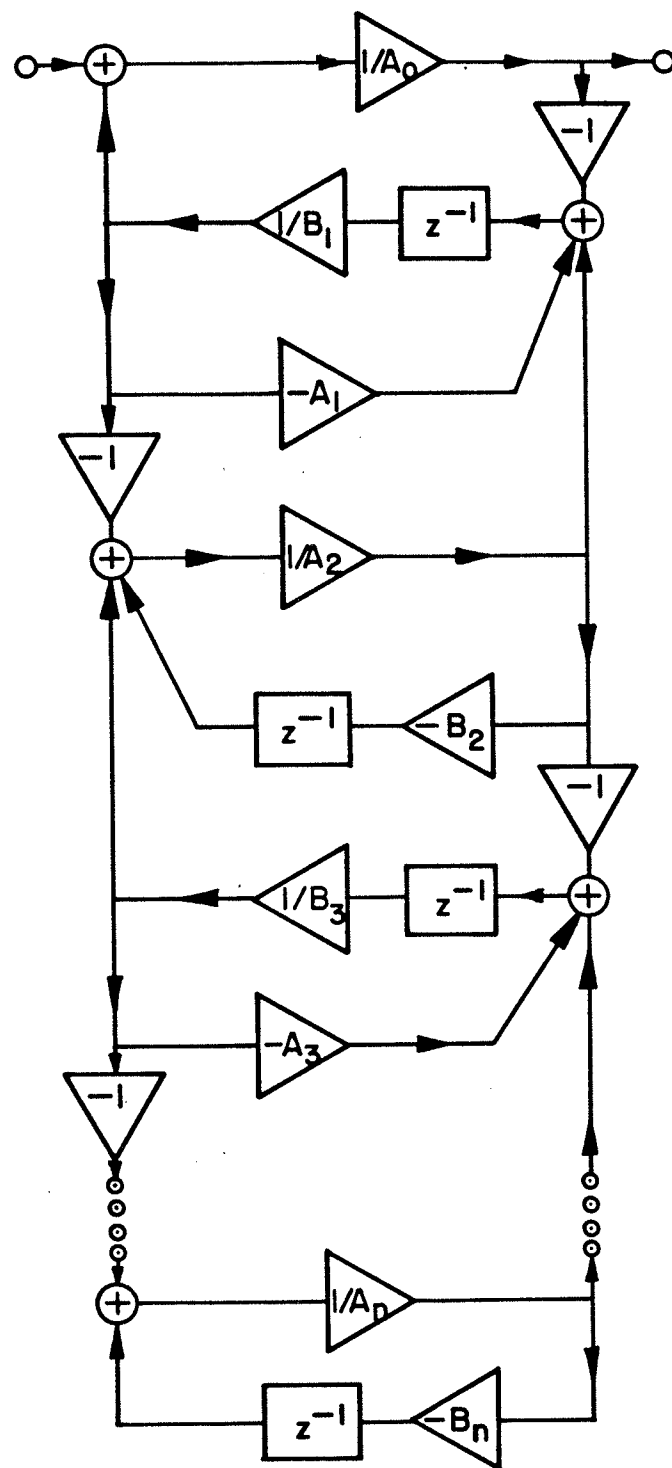 +
1/A₀
-1
1/B₁
z⁻¹
+
-A₁
-1
+
1/A₂
-B₂
z⁻¹
-1
1/B₃
z⁻¹
+
-A₃
-1
+
1/Aₙ
z⁻¹
-Bₙ